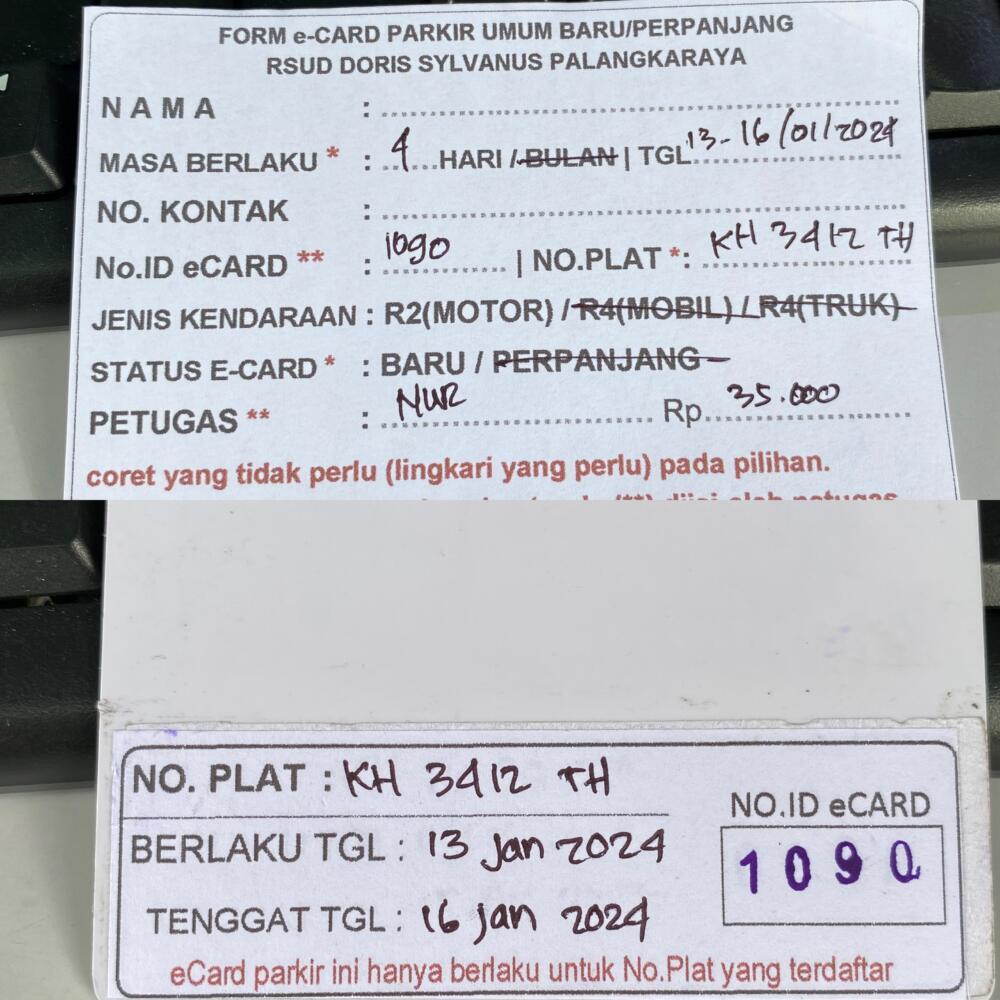 FORM e-CARD PARKIR UMUM BARU/PERPANJANG
RSUD DORIS SYLVANUS PALANGKARAYA
NAMA :
MASA BERLAKU * : 4 HARI / BULAN | TGL 13-16/01/2024
NO. KONTAK :
No.ID eCARD ** : 1090 | NO.PLAT *: KH 3412 TH
JENIS KENDARAAN : R2(MOTOR) / R4(MOBIL) / R4(TRUK)
STATUS E-CARD * : BARU / PERPANJANG
PETUGAS ** : NUR Rp 35.000
coret yang tidak perlu (lingkari yang perlu) pada pilihan.
(**) diisi oleh petugas
NO. PLAT : KH 3412 TH
NO.ID eCARD
BERLAKU TGL : 13 Jan 2024
1090
TENGGAT TGL : 16 Jan 2024
eCard parkir ini hanya berlaku untuk No.Plat yang terdaftar